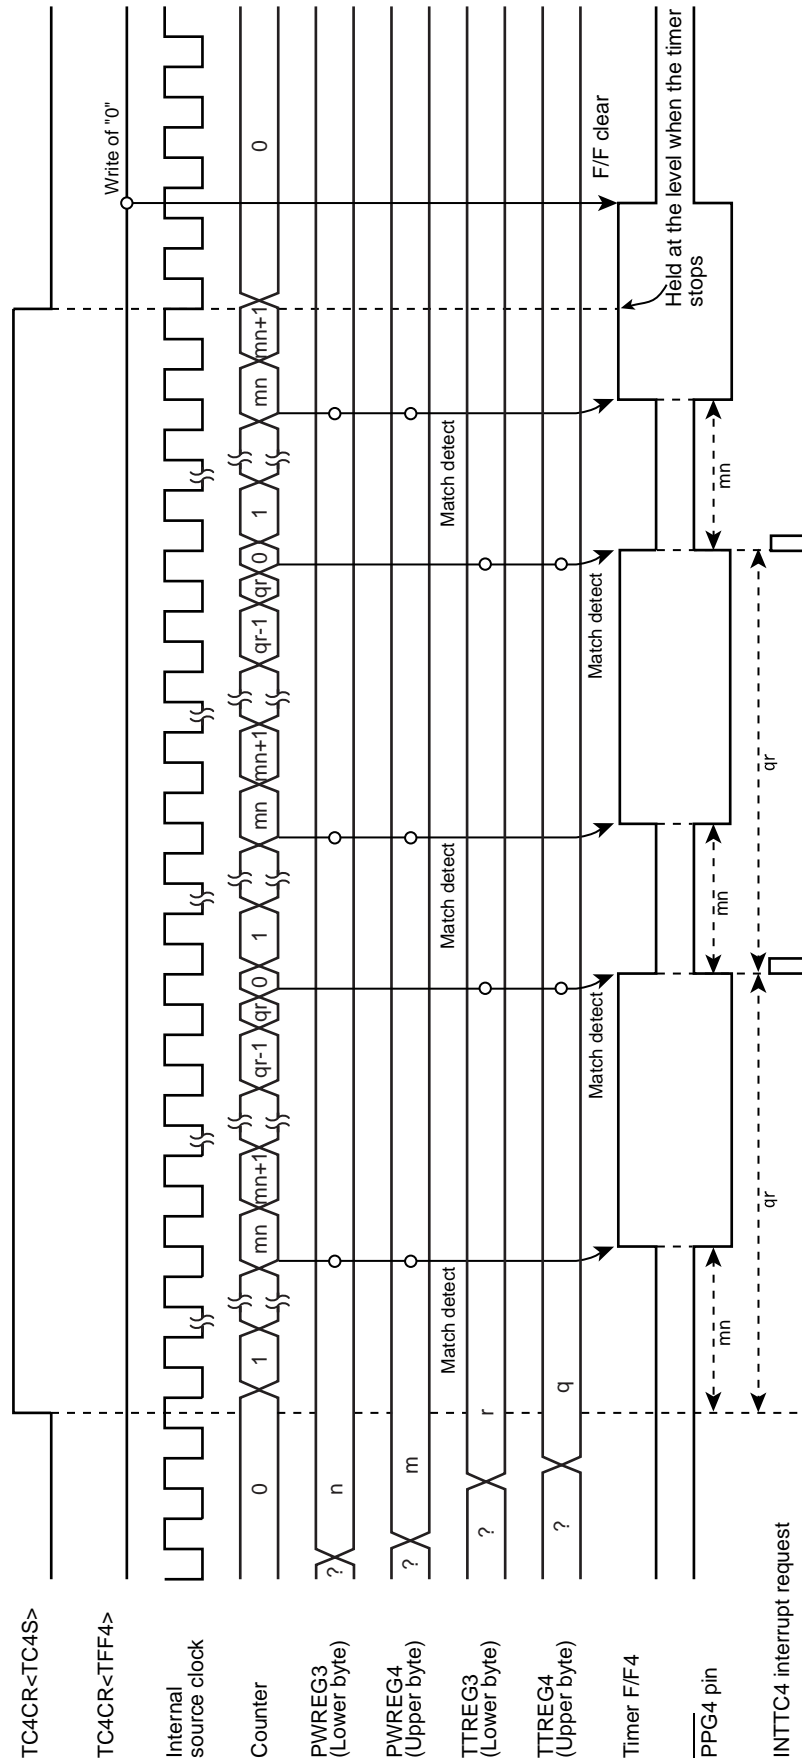 TC4CR<TC4S>
TC4CR<TFF4>
Write of "0"
Internal
source clock
Counter
0
1
mn
mn+1
qr-1
qr
0
1
mn
mn+1
qr-1
qr
0
1
mn
mn+1
0
PWREG3
(Lower byte)
?
n
PWREG4
(Upper byte)
?
m
Match detect
Match detect
Match detect
TTREG3
(Lower byte)
?
r
TTREG4
(Upper byte)
?
q
Match detect
Match detect
F/F clear
Timer F/F4
Held at the level when the timer
stops
PPG4 pin
mn
mn
mn
qr
qr
INTTC4 interrupt request